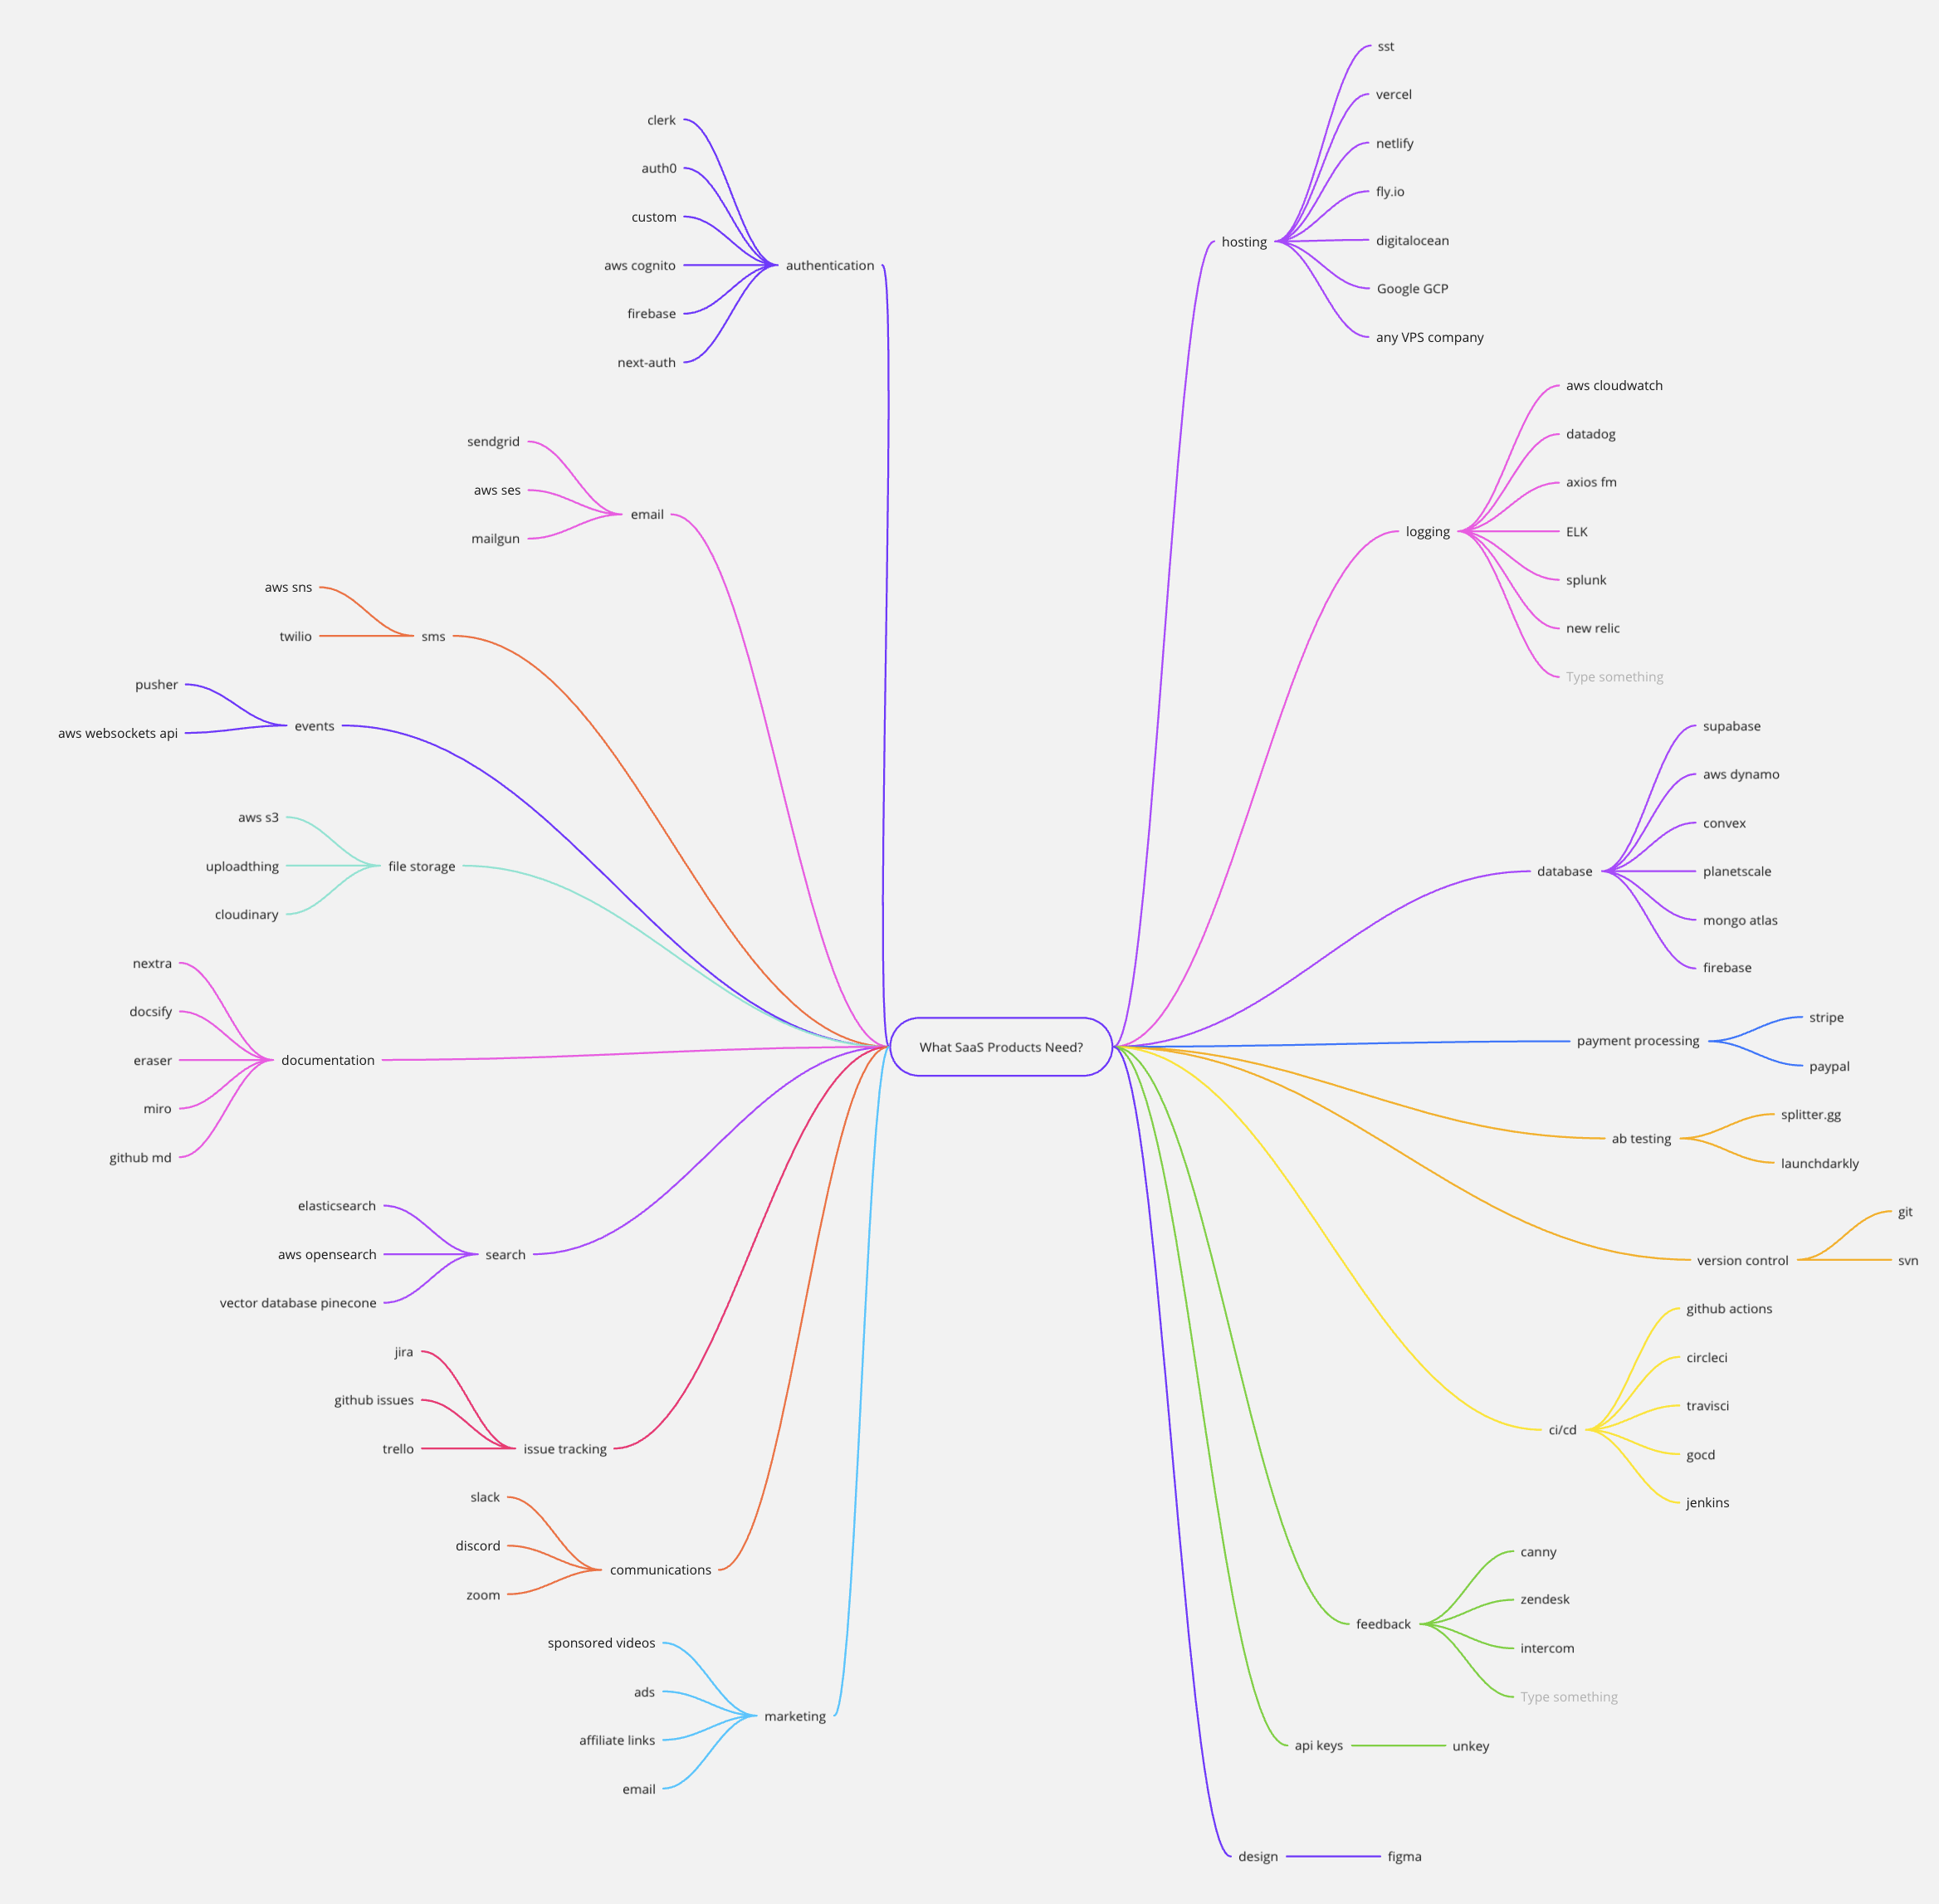 What SaaS Products Need?
authentication
clerk
auth0
custom
aws cognito
firebase
next-auth
email
sendgrid
aws ses
mailgun
sms
aws sns
twilio
events
pusher
aws websockets api
file storage
aws s3
uploadthing
cloudinary
documentation
nextra
docsify
eraser
miro
github md
search
elasticsearch
aws opensearch
vector database pinecone
issue tracking
jira
github issues
trello
communications
slack
discord
zoom
marketing
sponsored videos
ads
affiliate links
email
hosting
sst
vercel
netlify
fly.io
digitalocean
Google GCP
any VPS company
logging
aws cloudwatch
datadog
axios fm
ELK
splunk
new relic
Type something
database
supabase
aws dynamo
convex
planetscale
mongo atlas
firebase
payment processing
stripe
paypal
ab testing
splitter.gg
launchdarkly
version control
git
svn
ci/cd
github actions
circleci
travisci
gocd
jenkins
feedback
canny
zendesk
intercom
Type something
api keys
unkey
design
figma